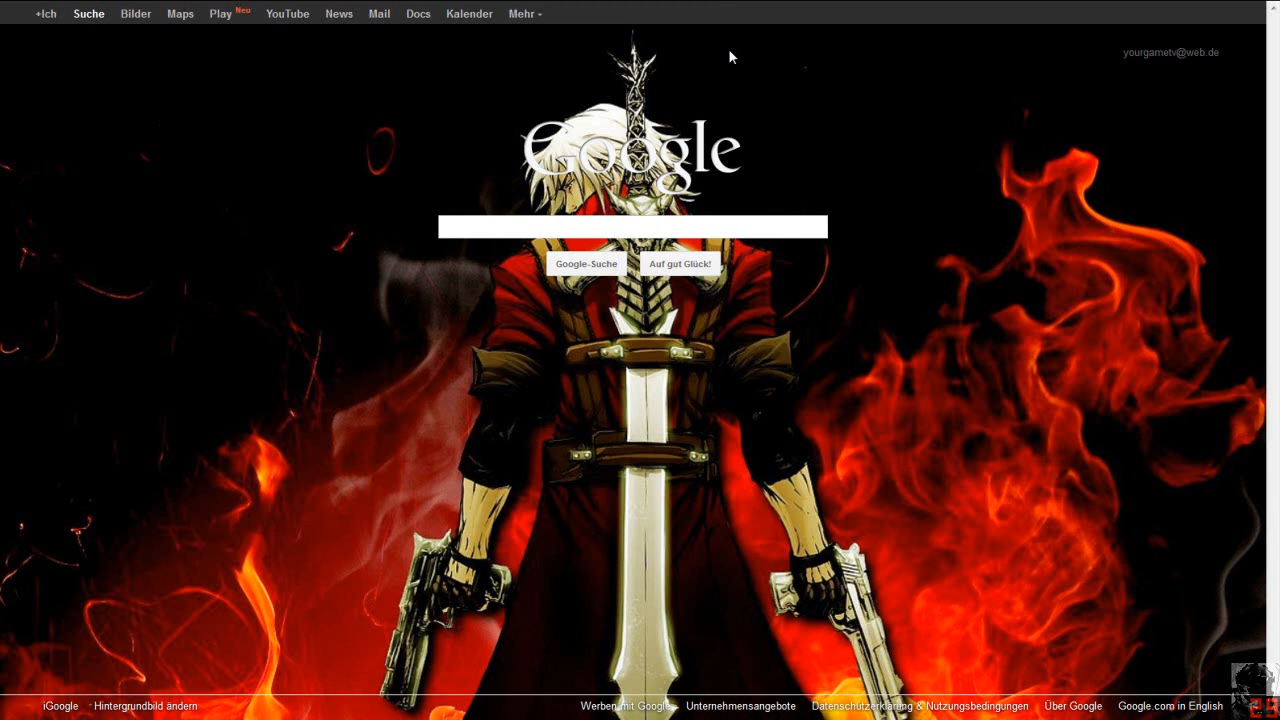 +Ich Suche Bilder Maps Play Neu YouTube News Mail Docs Kalender Mehr
yourgametv@web.de
Google
Google-Suche Auf gut Glück!
iGoogle Hintergrundbild ändern Werben mit Google Unternehmensangebote Datenschutzerklärung & Nutzungsbedingungen Über Google Google.com in English